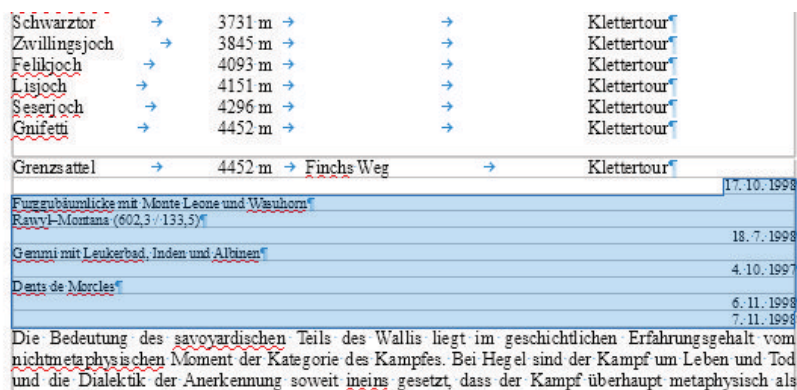 Schwarztor → 3731 m → → Klettertour¶
Zwillingsjoch → 3845 m → → Klettertour¶
Felikjoch → 4093 m → → Klettertour¶
Lisjoch → 4151 m → → Klettertour¶
Seserjoch → 4296 m → → Klettertour¶
Gnifetti → 4452 m → → Klettertour¶
Grenzsattel → 4452 m → Finchs Weg → Klettertour¶
17. 10. 1998
Furggubäumlicke mit Monte Leone und Wasuhorn¶
Rawyl–Montana (602,3 / 133,5)¶
18. 7. 1998
Gemmi mit Leukerbad, Inden und Albinen¶
4. 10. 1997
Dents de Morcles¶
6. 11. 1998
7. 11. 1998
Die Bedeutung des savoyardischen Teils des Wallis liegt im geschichtlichen Erfahrungsgehalt vom
nichtmetaphysischen Moment der Kategorie des Kampfes. Bei Hegel sind der Kampf um Leben und Tod
und die Dialektik der Anerkennung soweit ineins gesetzt, dass der Kampf überhaupt metaphysisch als